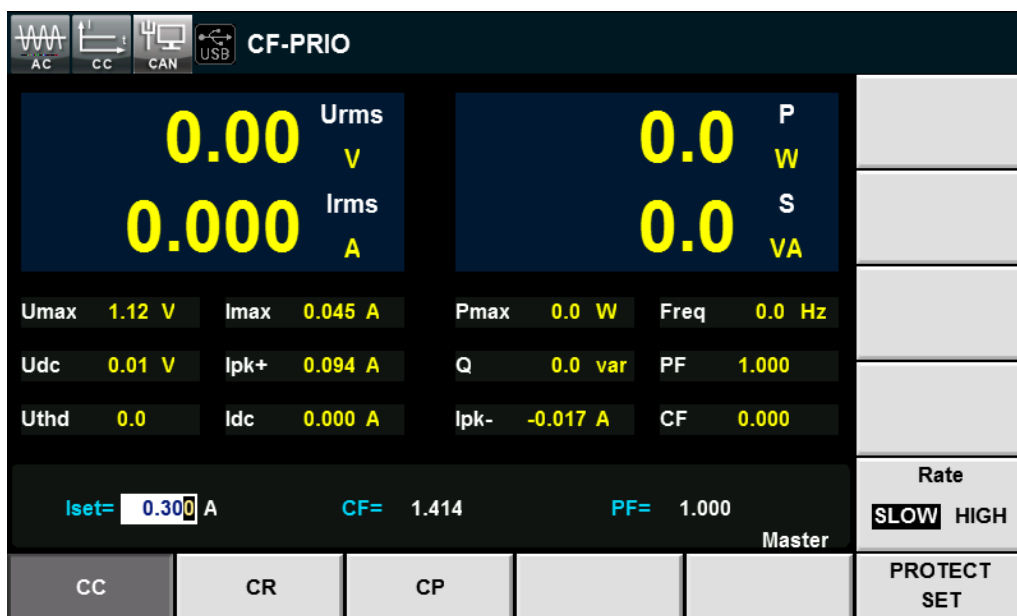 AC CC CAN USB CF-PRIO
I t
0.00 Urms V
0.0 P W
0.000 Irms A
0.0 S VA
Umax 1.12 V Imax 0.045 A Pmax 0.0 W Freq 0.0 Hz
Udc 0.01 V Ipk+ 0.094 A Q 0.0 var PF 1.000
Uthd 0.0 Idc 0.000 A Ipk- -0.017 A CF 0.000
Iset= 0.300 A CF= 1.414 PF= 1.000
Master
Rate
SLOW HIGH
CC CR CP
PROTECT
SET